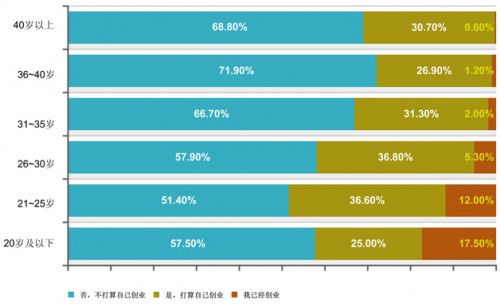 40岁以上 68.80% 30.70% 0.60%
36~40岁 71.90% 26.90% 1.20%
31~35岁 66.70% 31.30% 2.00%
26~30岁 57.90% 36.80% 5.30%
21~25岁 51.40% 36.60% 12.00%
20岁及以下 57.50% 25.00% 17.50%
否，不打算自己创业 是，打算自己创业 我已经创业